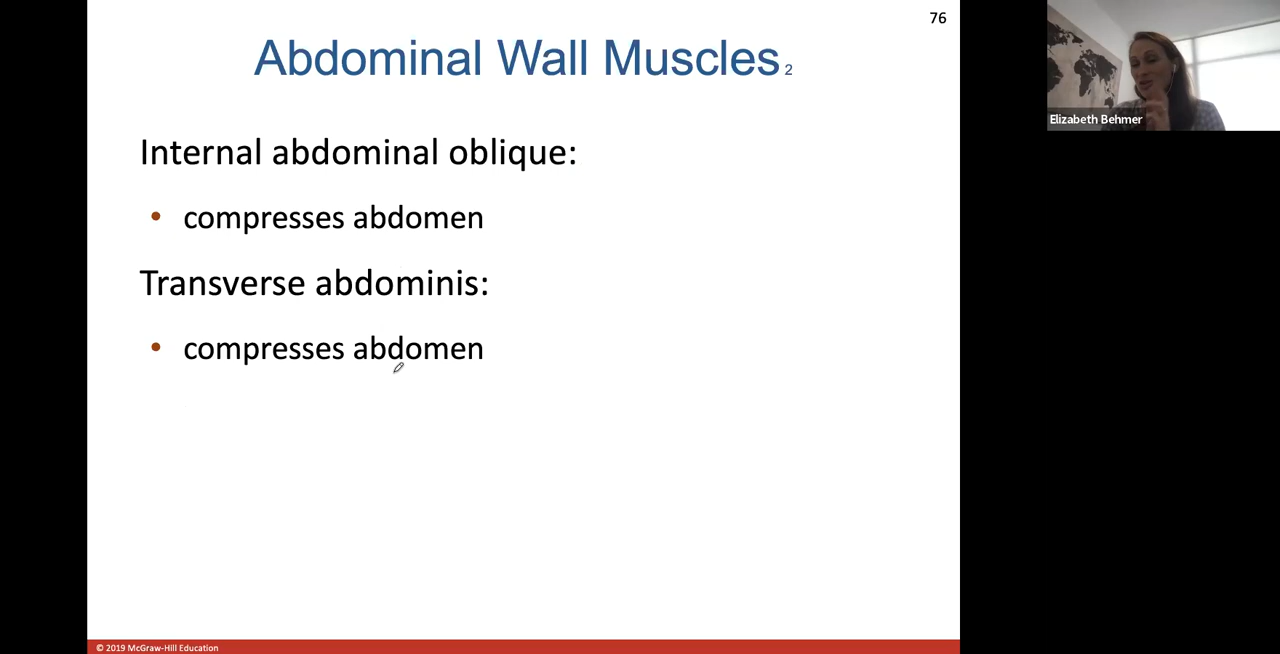 76
Abdominal Wall Muscles 2
Elizabeth Behmer
Internal abdominal oblique:
• compresses abdomen
Transverse abdominis:
• compresses abdomen
© 2019 McGraw-Hill Education